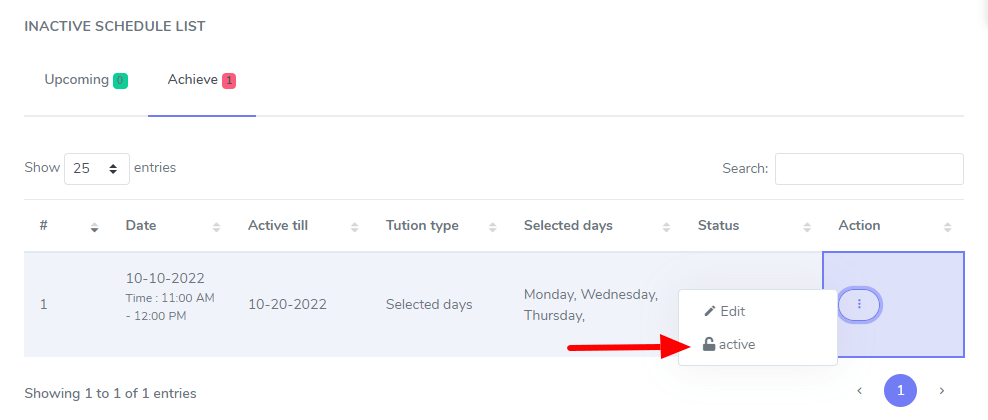 INACTIVE SCHEDULE LIST
Upcoming 0 Achieve 1
Show 25 entries Search:
# Date Active till Tution type Selected days Status Action
10-10-2022
Time : 11:00 AM
- 12:00 PM
1 10-20-2022 Selected days
Monday, Wednesday,
Thursday,
Edit
active
Showing 1 to 1 of 1 entries
‹ 1 ›